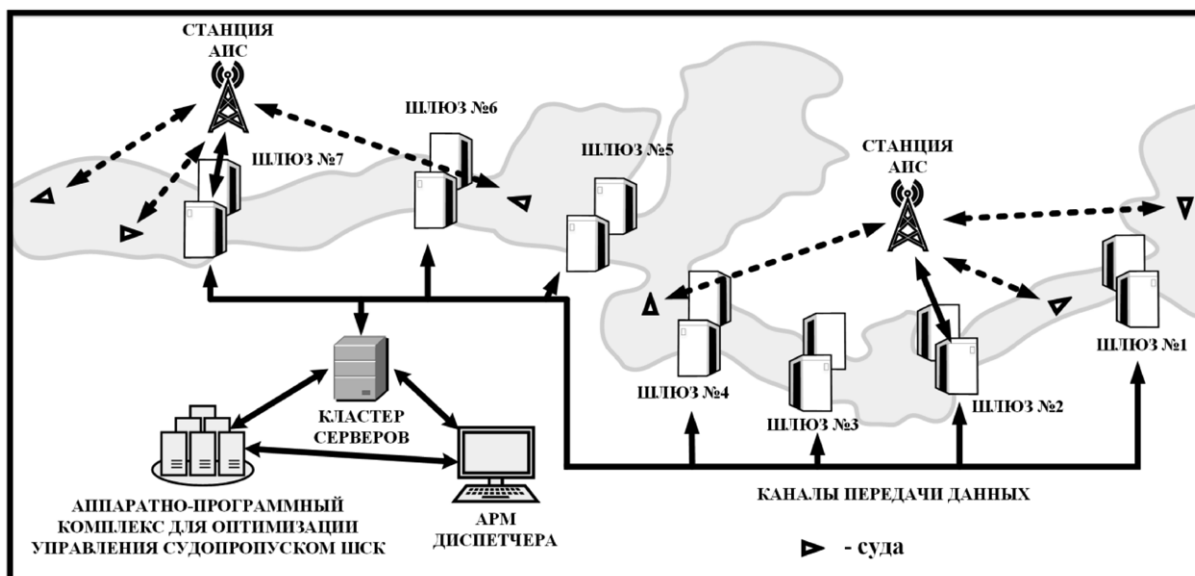 СТАНЦИЯ
АИС
ШЛЮЗ №6
ШЛЮЗ №7
ШЛЮЗ №5
СТАНЦИЯ
АИС
ШЛЮЗ №1
ШЛЮЗ №4
ШЛЮЗ №2
ШЛЮЗ №3
КЛАСТЕР
СЕРВЕРОВ
КАНАЛЫ ПЕРЕДАЧИ ДАННЫХ
АППАРАТНО-ПРОГРАММНЫЙ
КОМПЛЕКС ДЛЯ ОПТИМИЗАЦИИ
УПРАВЛЕНИЯ СУДОПРОПУСКОМ ШСК
АРМ
ДИСПЕТЧЕРА
- суда